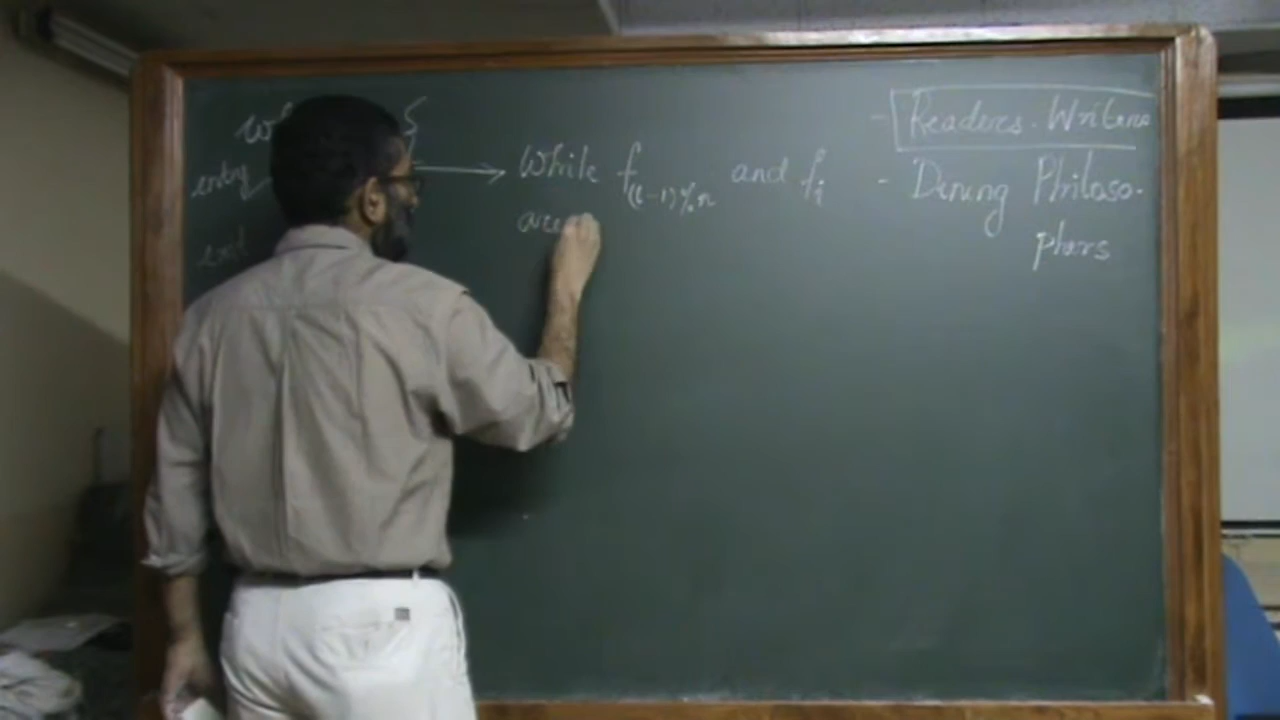 entry → While f(i-1)%n and fi
are
exit
- Readers-Writers
- Dining Philoso-
phers